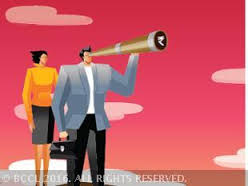 ₹
© BCCL 2016. ALL RIGHTS RESERVED.